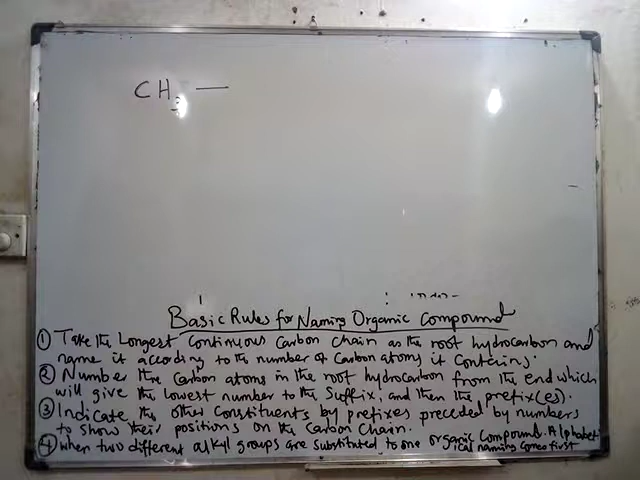 CH3 —
Basic Rules for Naming Organic Compound
① Take the Longest Continuous Carbon Chain as the root hydrocarbon and
name it acording to the number of Carbon atoms it Contains.
② Number the Carbon atoms in the root hydrocarbon from the end which
will give the lowest number to the Suffix, and then the prefix(es).
③ Indicate the other Constituents by prefixes preceded by numbers
to show their positions on the Carbon Chain.
④ When two different alkyl groups are substituted to one organic Compound. Alphabet
ical naming comes first